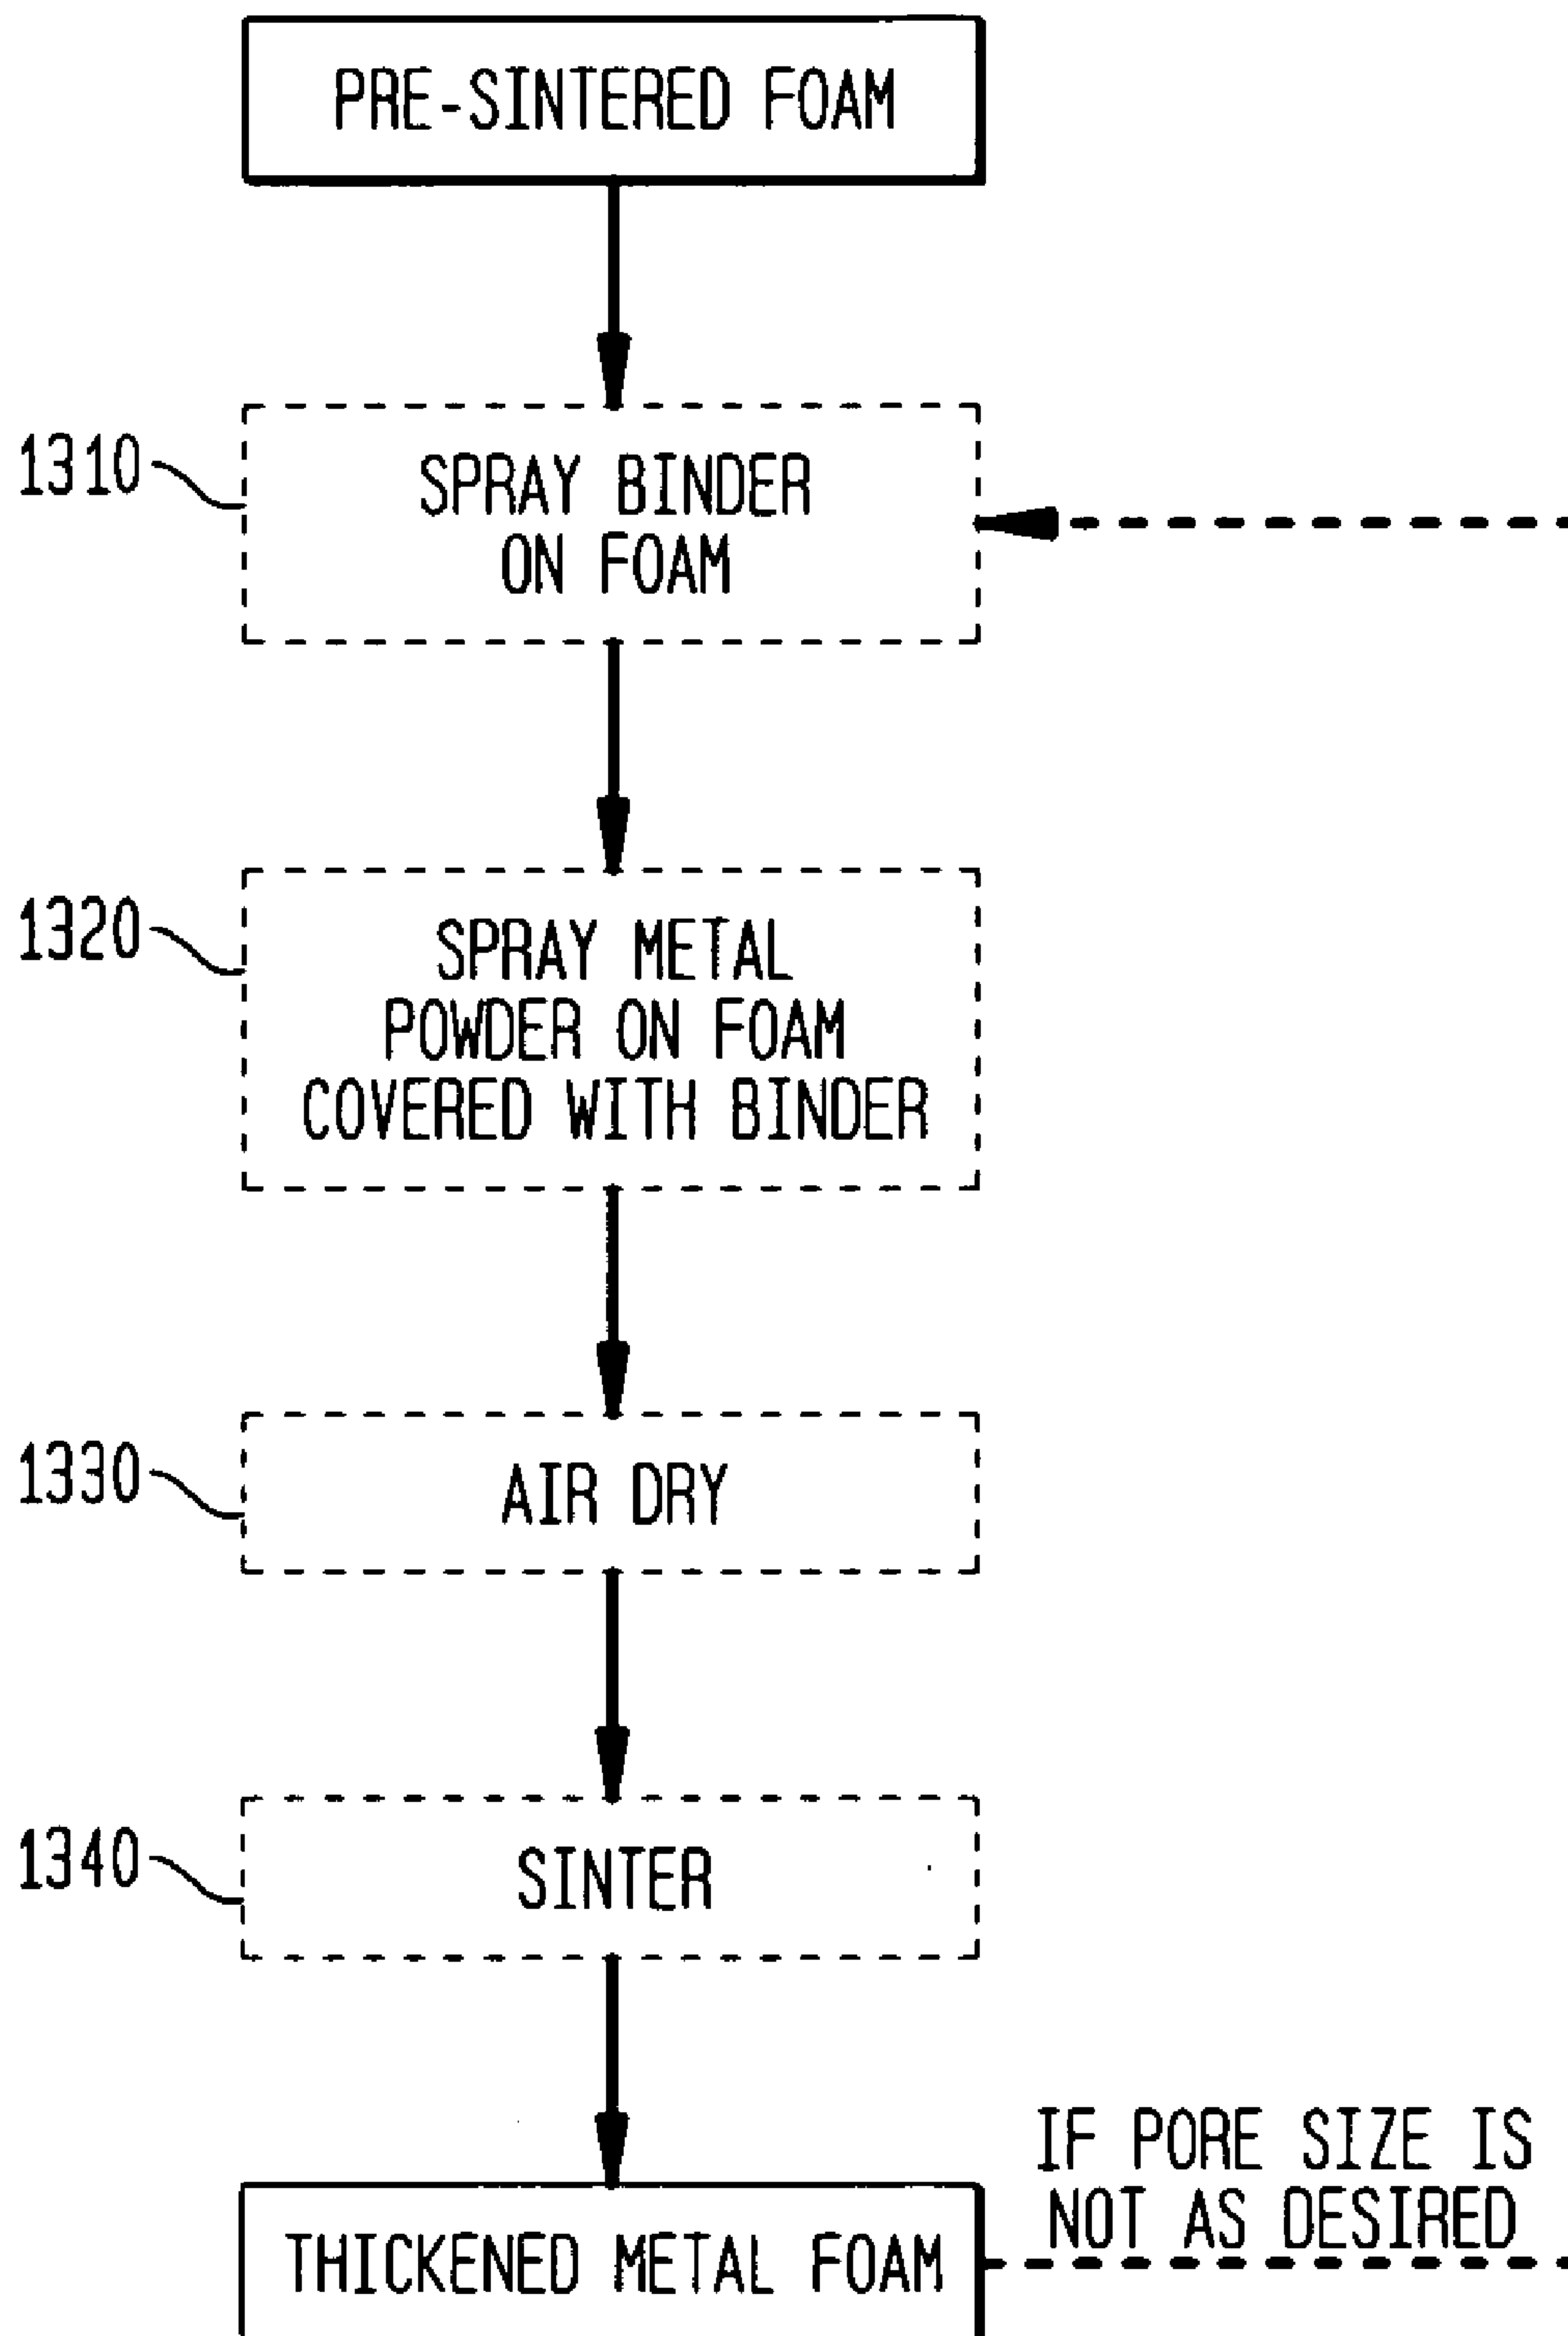 PRE-SINTERED FOAM
1310
SPRAY BINDER
ON FOAM
1320
SPRAY METAL
POWDER ON FOAM
COVERED WITH BINDER
1330
AIR DRY
1340
SINTER
IF PORE SIZE IS
NOT AS DESIRED
THICKENED METAL FOAM